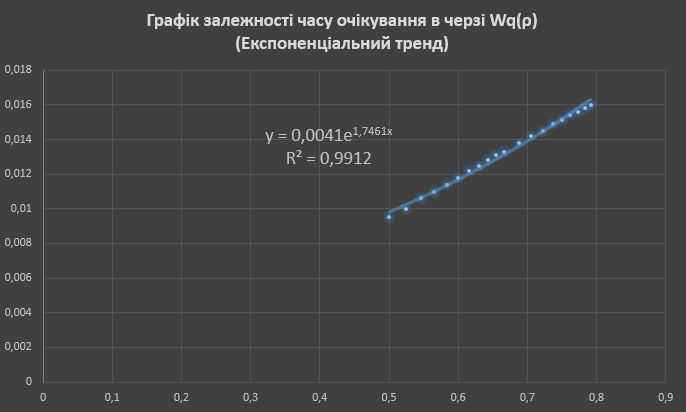 Графік залежності часу очікування в черзі Wq(ρ)
(Експоненціальний тренд)
0,018
0,016
0,014
0,012
0,01
0,008
0,006
0,004
0,002
0
y = 0,0041e^1,7461x
R² = 0,9912
0 0,1 0,2 0,3 0,4 0,5 0,6 0,7 0,8 0,9